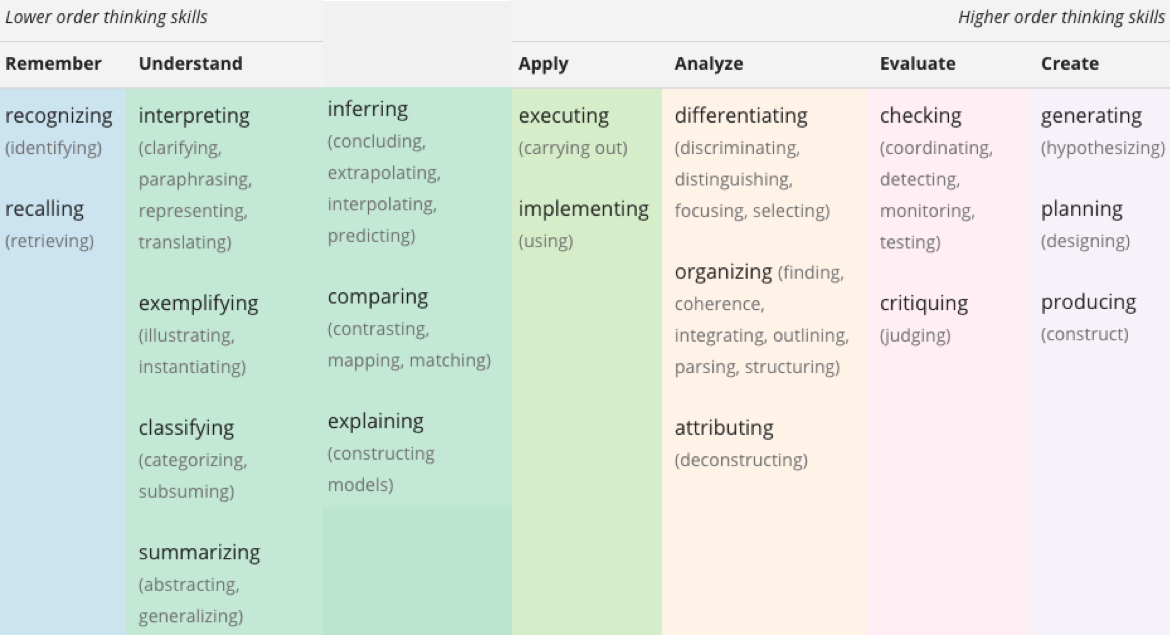 Lower order thinking skills
Higher order thinking skills
Remember
Understand
Apply
Analyze
Evaluate
Create
recognizing
(identifying)
recalling
(retrieving)
interpreting
(clarifying,
paraphrasing,
representing,
translating)
exemplifying
(illustrating,
instantiating)
classifying
(categorizing,
subsuming)
summarizing
(abstracting,
generalizing)
inferring
(concluding,
extrapolating,
interpolating,
predicting)
comparing
(contrasting,
mapping, matching)
explaining
(constructing
models)
executing
(carrying out)
implementing
(using)
differentiating
(discriminating,
distinguishing,
focusing, selecting)
organizing (finding,
coherence,
integrating, outlining,
parsing, structuring)
attributing
(deconstructing)
checking
(coordinating,
detecting,
monitoring,
testing)
critiquing
(judging)
generating
(hypothesizing)
planning
(designing)
producing
(construct)